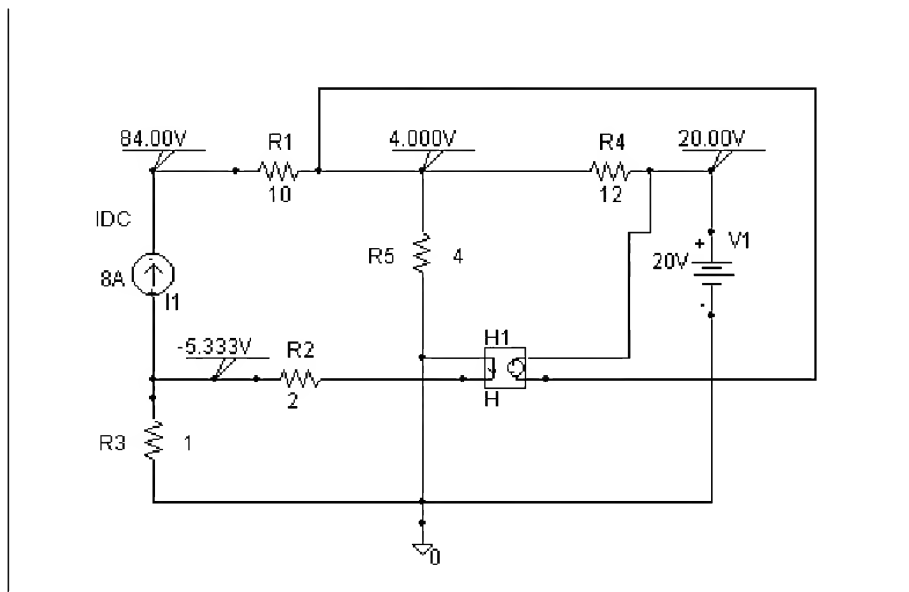 84.00V
R1
10
4.000V
R4
12
20.00V
IDC
8A
I1
R5
4
+
V1
20V
-
-5.333V
R2
2
H1
H
R3
1
0